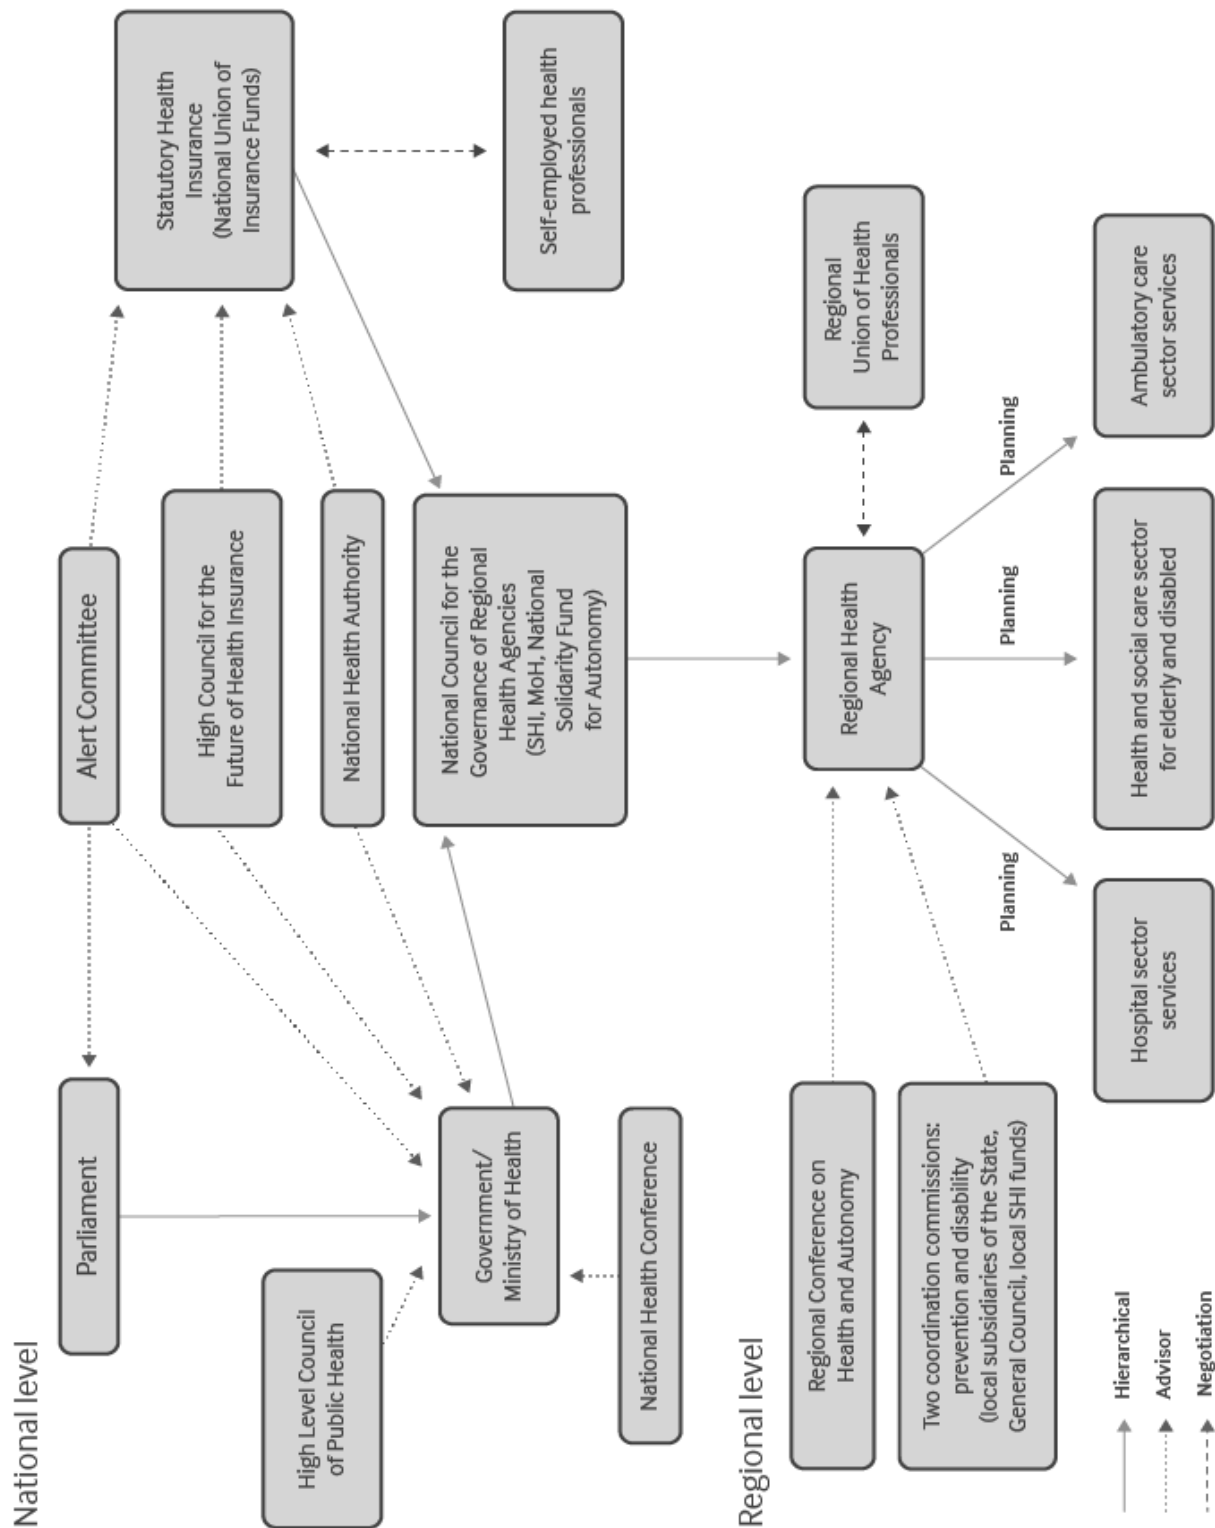 National level
Parliament
Alert Committee
Statutory Health
Insurance
(National Union of
Insurance Funds)
High Level Council
of Public Health
High Council for the
Future of Health Insurance
National Health Authority
Government/
Ministry of Health
National Council for the
Governance of Regional
Health Agencies
(SHI, MoH, National
Solidarity Fund
for Autonomy)
Self-employed health
professionals
National Health Conference
Regional level
Regional Conference on
Health and Autonomy
Regional Health
Agency
Regional
Union of Health
Professionals
Two coordination commissions:
prevention and disability
(local subsidiaries of the State,
General Council, local SHI funds)
Planning
Planning
Planning
Hospital sector
services
Health and social care sector
for elderly and disabled
Ambulatory care
sector services
Hierarchical
Advisor
Negotiation